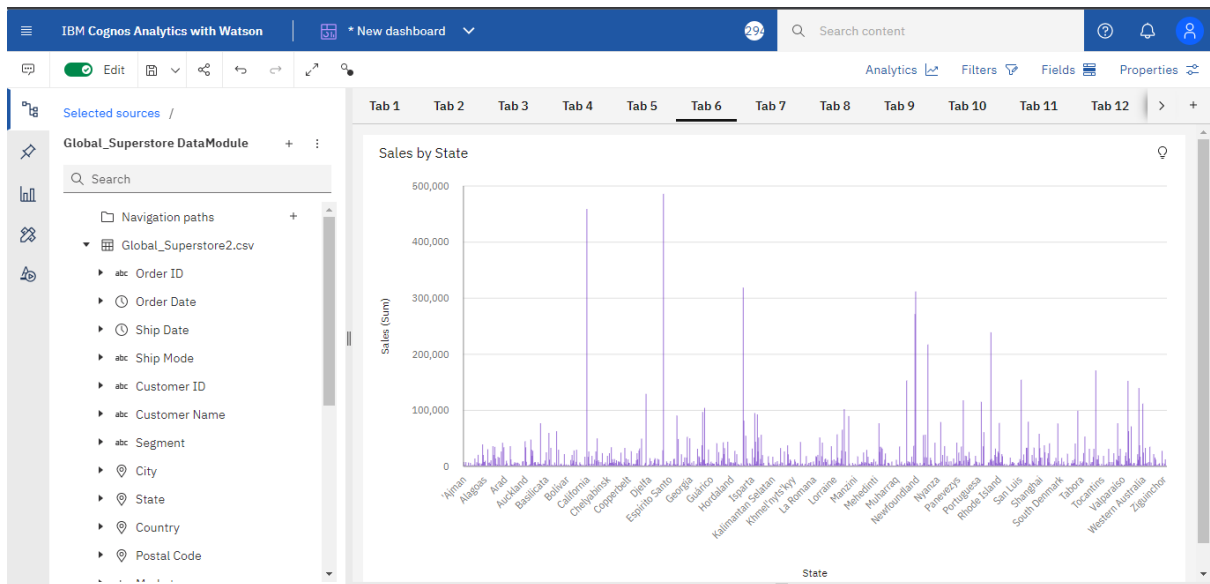 IBM Cognos Analytics with Watson
* New dashboard
294
Search content
Edit
Analytics
Filters
Fields
Properties
Selected sources /
Global_Superstore DataModule
Search
Navigation paths
Global_Superstore2.csv
abc Order ID
Order Date
Ship Date
abc Ship Mode
abc Customer ID
abc Customer Name
abc Segment
City
State
Country
Postal Code
Tab 1 Tab 2 Tab 3 Tab 4 Tab 5 Tab 6 Tab 7 Tab 8 Tab 9 Tab 10 Tab 11 Tab 12
Sales by State
500,000
400,000
300,000
200,000
100,000
0
Sales (Sum)
'Ajman
Alagoas
Arad
Auckland
Basilicata
Bolivar
California
Chelyabinsk
Copperbelt
Djelfa
Espírito Santo
Georgia
Guárico
Hordaland
Isparta
Kalimantan Selatan
Khmel'nyts'kyy
La Romana
Lorraine
Manzini
Mehedinti
Muharraq
Newfoundland
Nyanza
Panevezys
Portuguesa
Rhode Island
San Luis
Shanghai
South Denmark
Tabora
Tocantins
Valparaíso
Western Australia
Ziguinchor
State